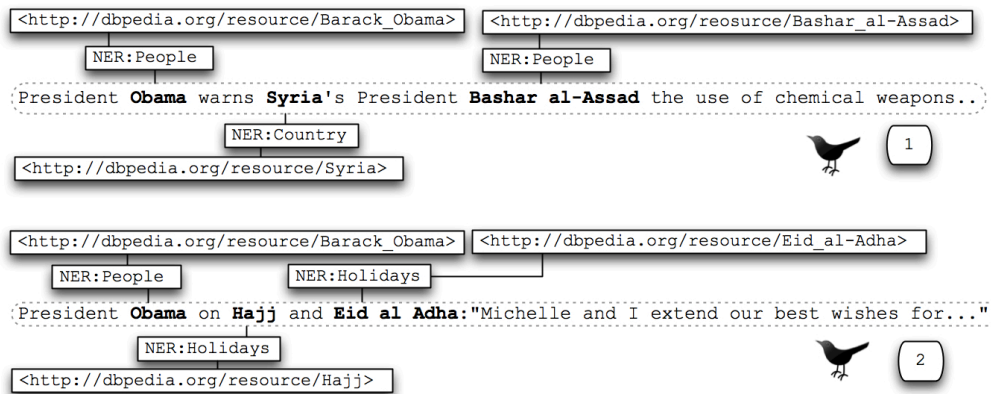 <http://dbpedia.org/resource/Barack_Obama> <http://dbpedia.org/reosurce/Bashar_al-Assad>
NER:People NER:People
President Obama warns Syria's President Bashar al-Assad the use of chemical weapons..
NER:Country
1
<http://dbpedia.org/resource/Syria>
<http://dbpedia.org/resource/Barack_Obama> <http://dbpedia.org/resource/Eid_al-Adha>
NER:People NER:Holidays
President Obama on Hajj and Eid al Adha:"Michelle and I extend our best wishes for..."
NER:Holidays
2
<http://dbpedia.org/resource/Hajj>